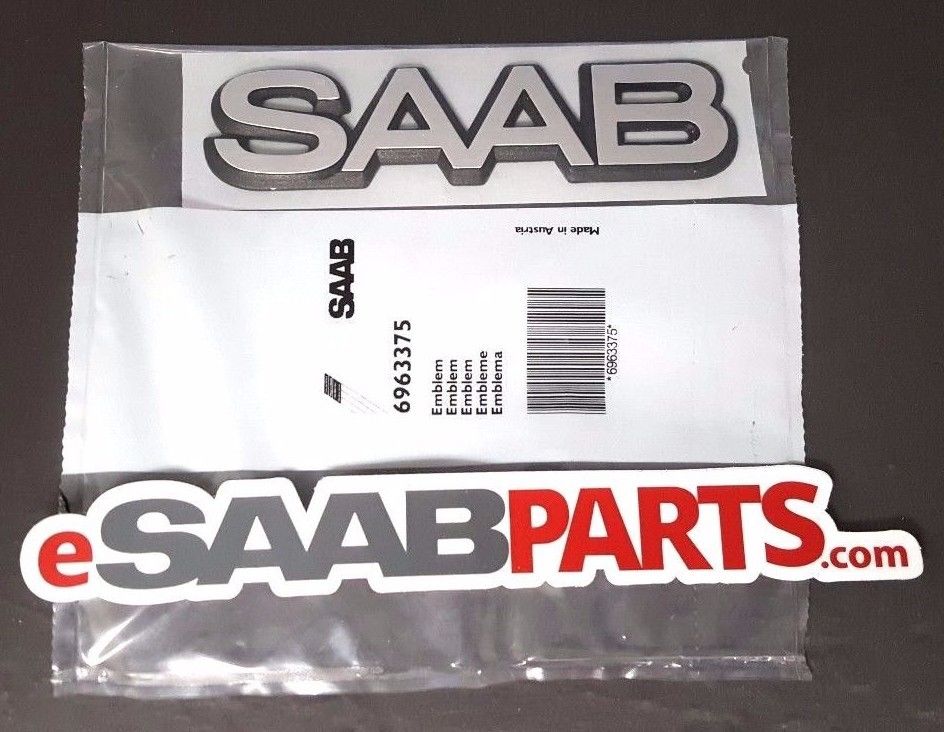 SAAB
Made in Austria
SAAB
6963375
Emblem
Emblem
Emblem
Embleme
Emblema
*6963375*
eSAABPARTS.com